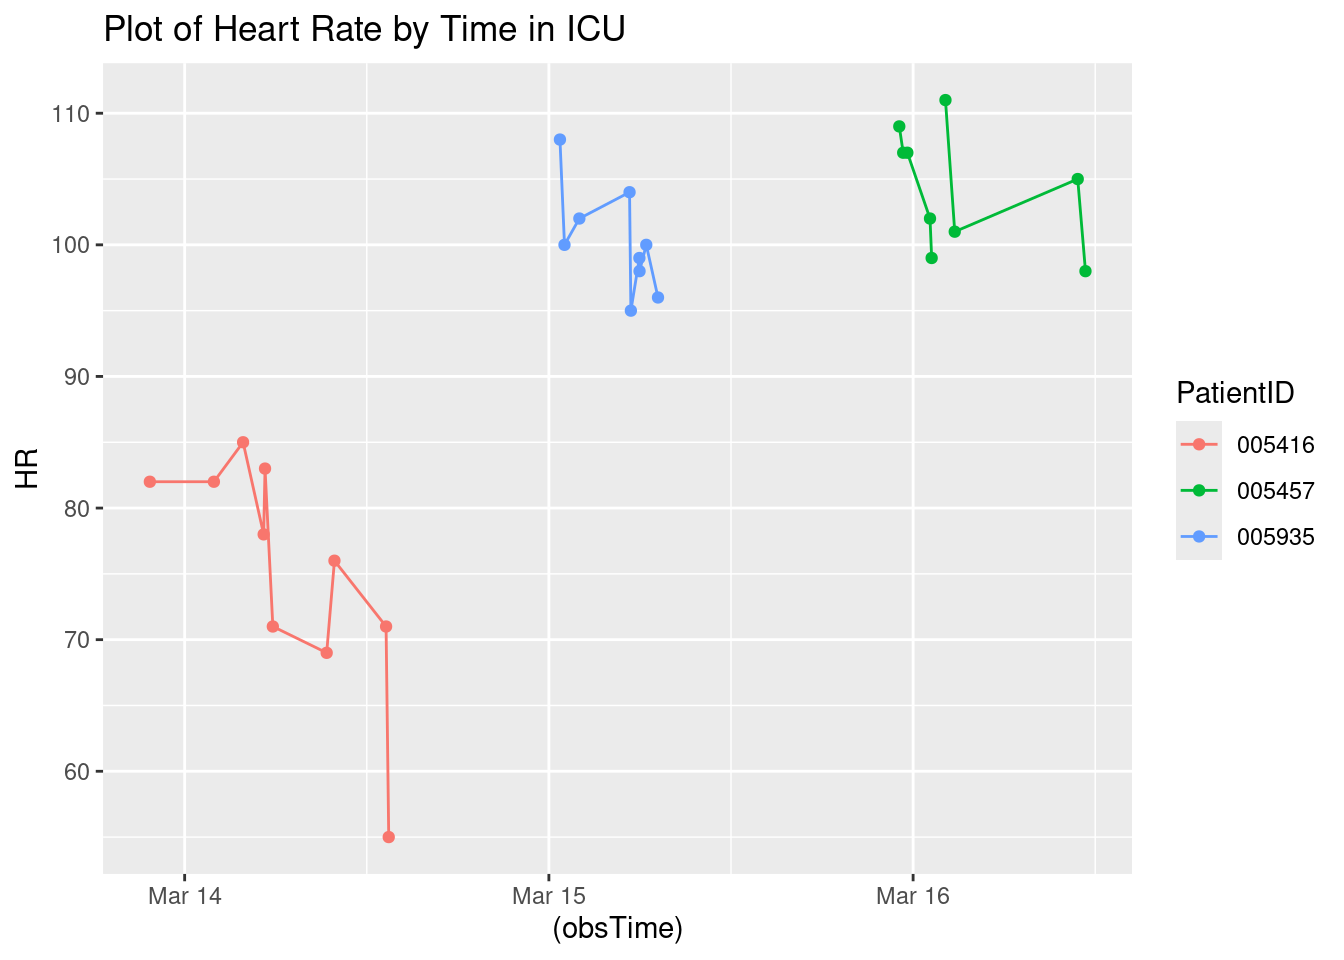 Plot of Heart Rate by Time in ICU
110
100
90
80
70
60
HR
Mar 14
Mar 15
Mar 16
(obsTime)
PatientID
005416
005457
005935